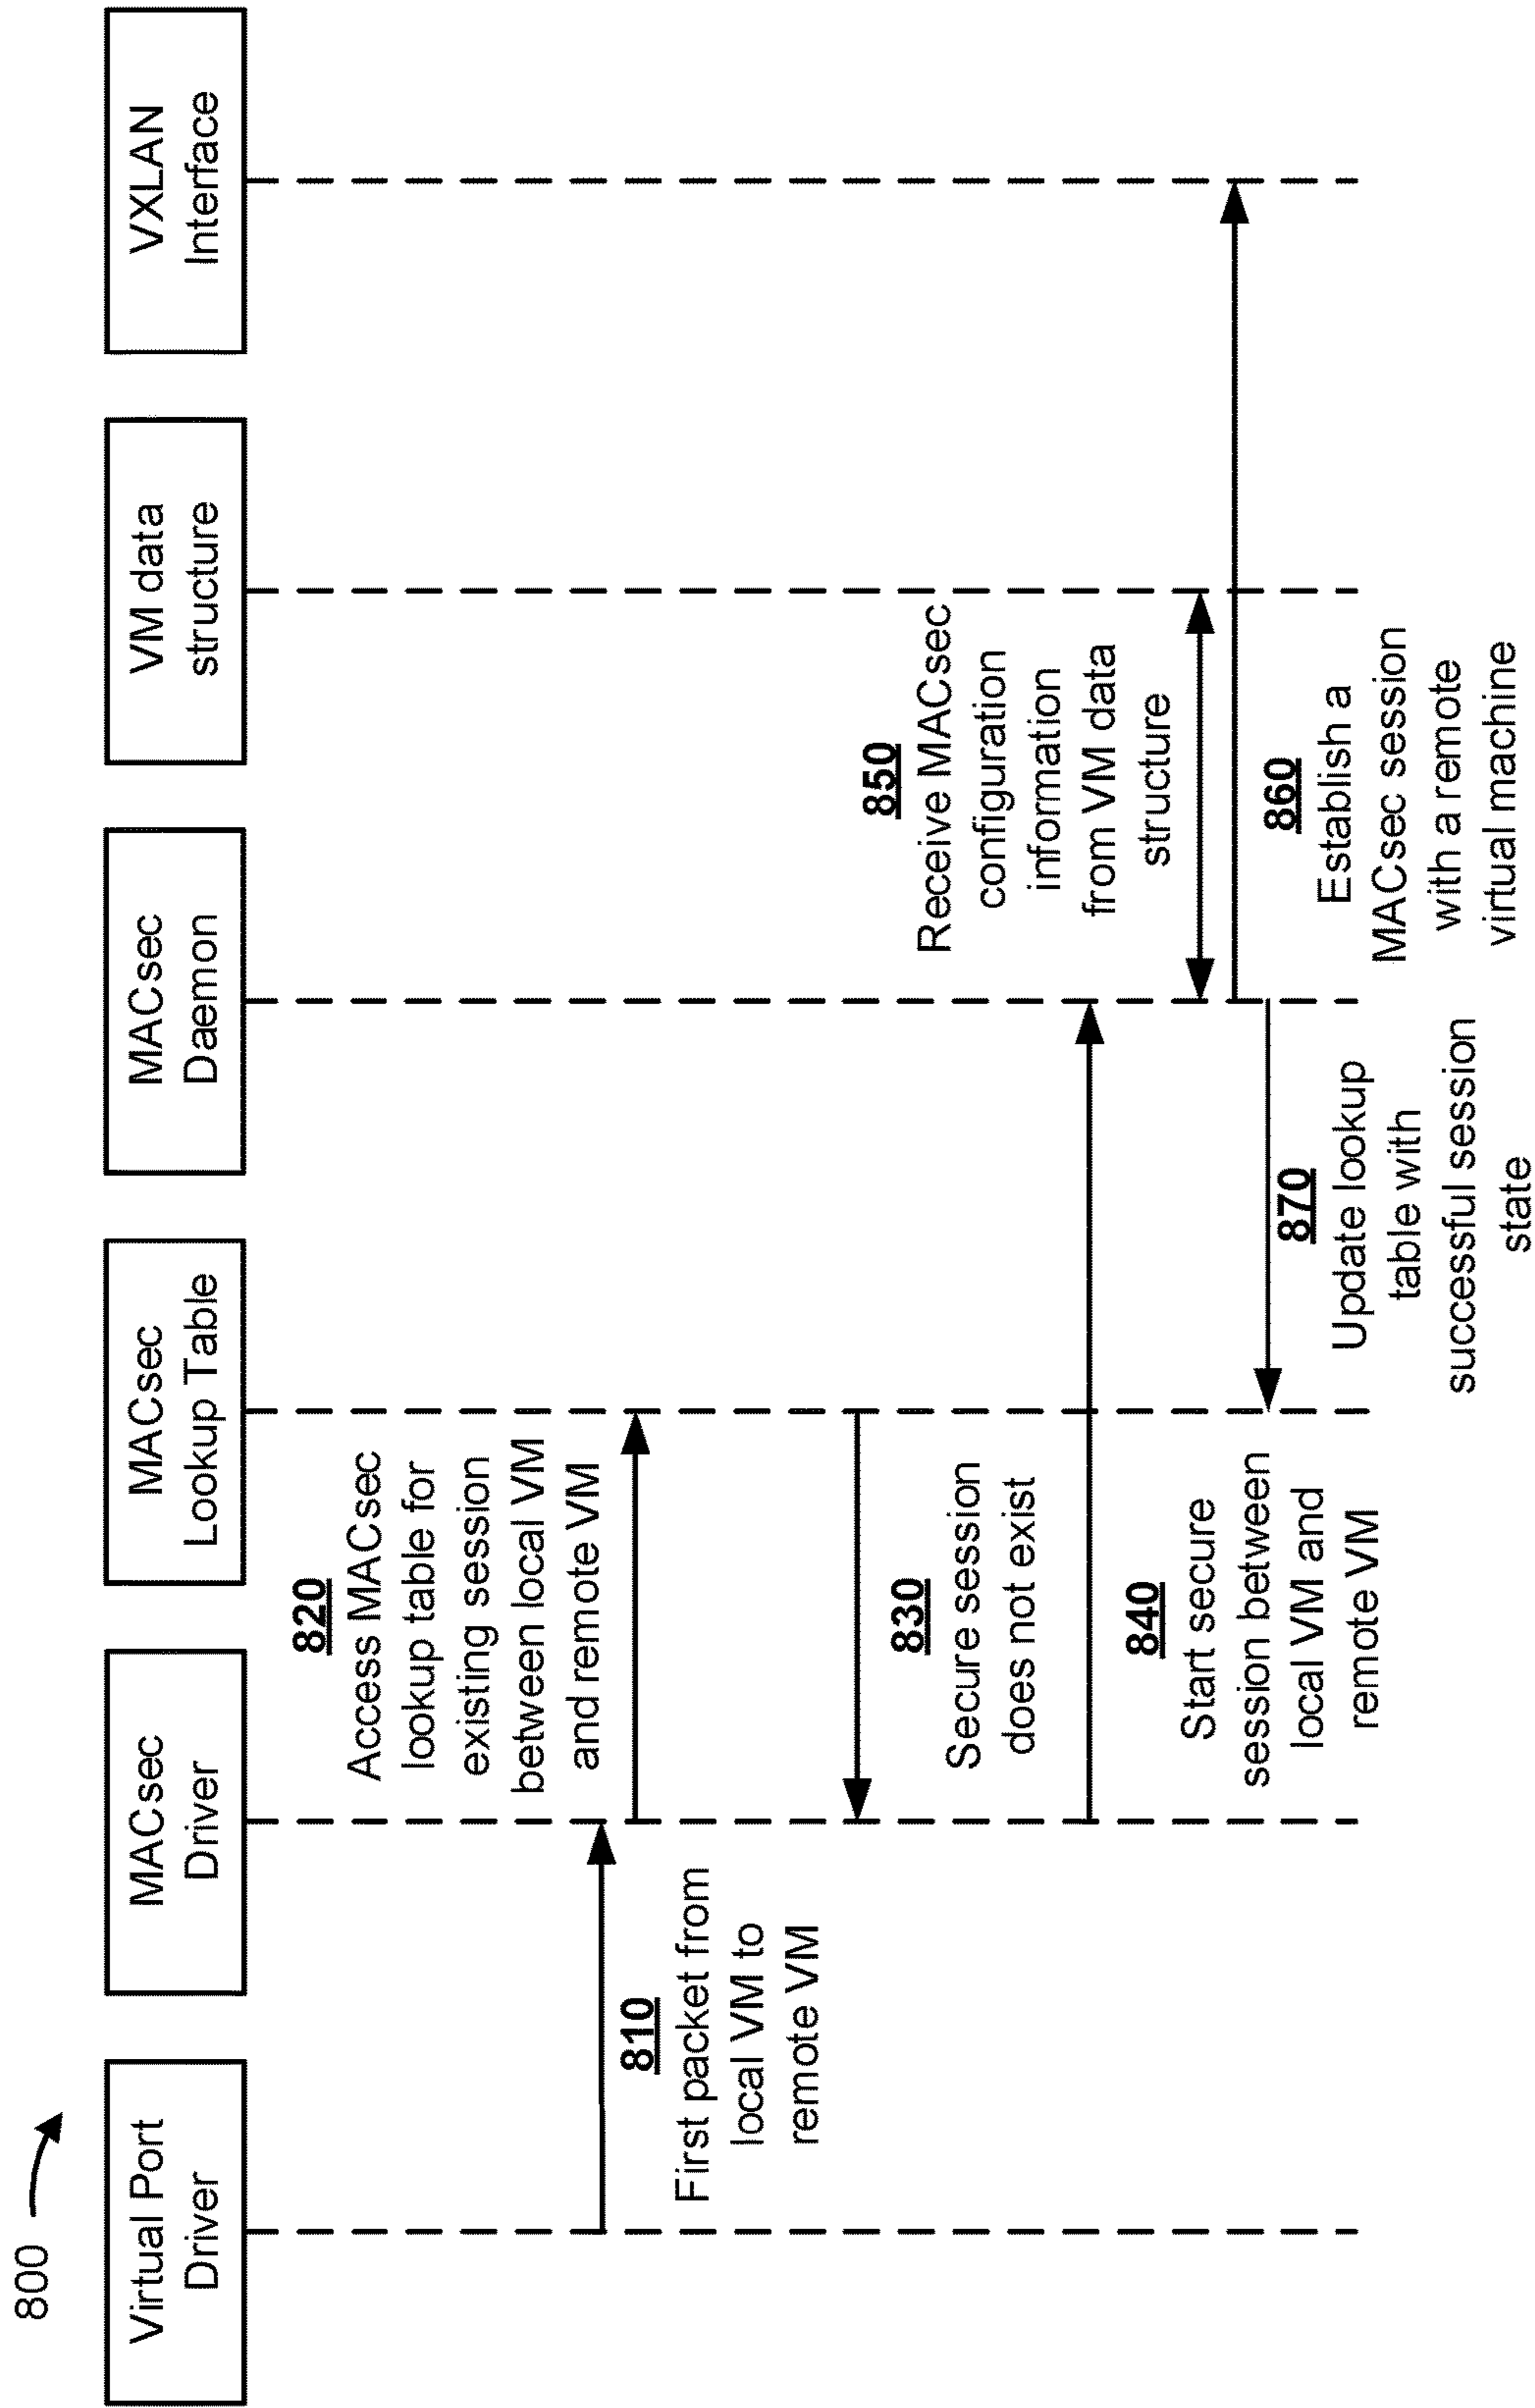 800
Virtual Port
Driver
MACsec
Driver
MACsec
Lookup Table
MACsec
Daemon
VM data
structure
VXLAN
Interface
810
First packet from
local VM to
remote VM
820
Access MACsec
lookup table for
existing session
between local VM
and remote VM
830
Secure session
does not exist
840
Start secure
session between
local VM and
remote VM
850
Receive MACsec
configuration
information
from VM data
structure
860
Establish a
MACsec session
with a remote
virtual machine
870
Update lookup
table with
successful session
state